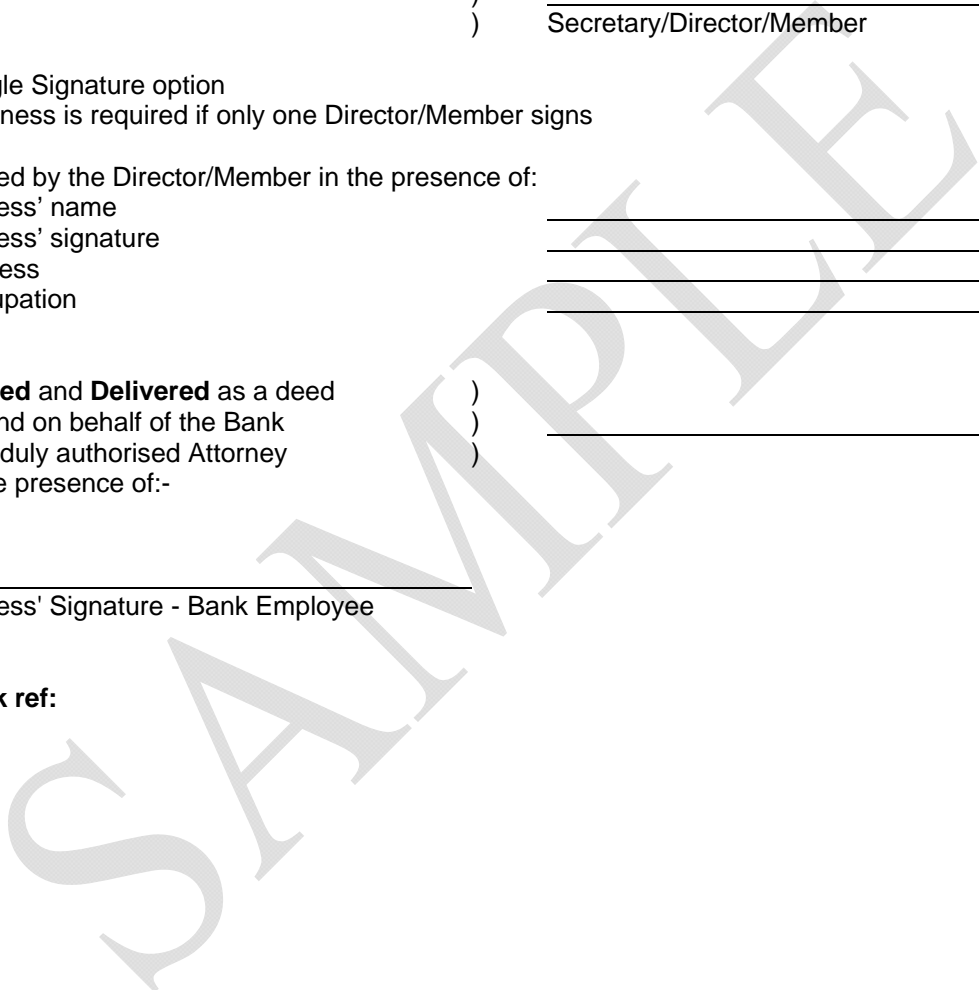 )
) Secretary/Director/Member
gle Signature option
ness is required if only one Director/Member signs
ed by the Director/Member in the presence of:
ess’ name
ess’ signature
ess
upation
ed and Delivered as a deed )
nd on behalf of the Bank )
duly authorised Attorney )
e presence of:-
ess' Signature - Bank Employee
k ref:
SAMPLE